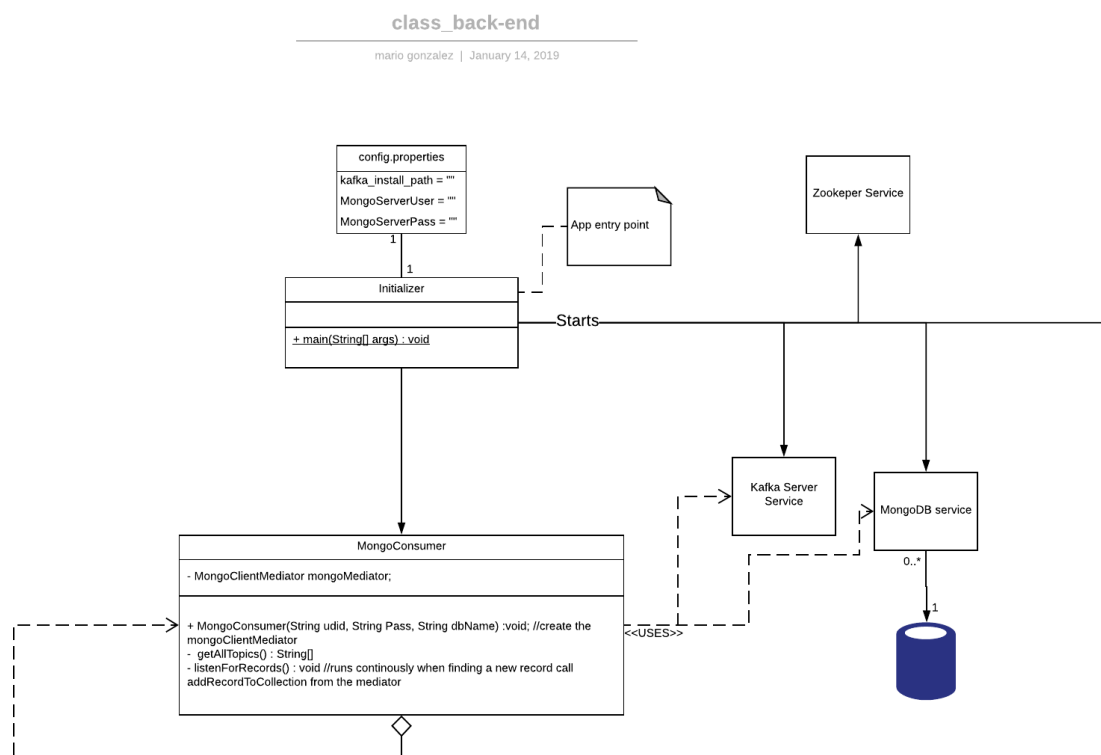 class_back-end
mario gonzalez | January 14, 2019
config.properties
kafka_install_path = ""
MongoServerUser = ""
MongoServerPass = ""
1
1
App entry point
Zookeper Service
Initializer
Starts
+ main(String[] args) : void
Kafka Server
Service
MongoDB service
0..*
1
MongoConsumer
- MongoClientMediator mongoMediator;
+ MongoConsumer(String udid, String Pass, String dbName) :void; //create the
mongoClientMediator
- getAllTopics() : String[]
- listenForRecords() : void //runs continously when finding a new record call
addRecordToCollection from the mediator
<<USES>>